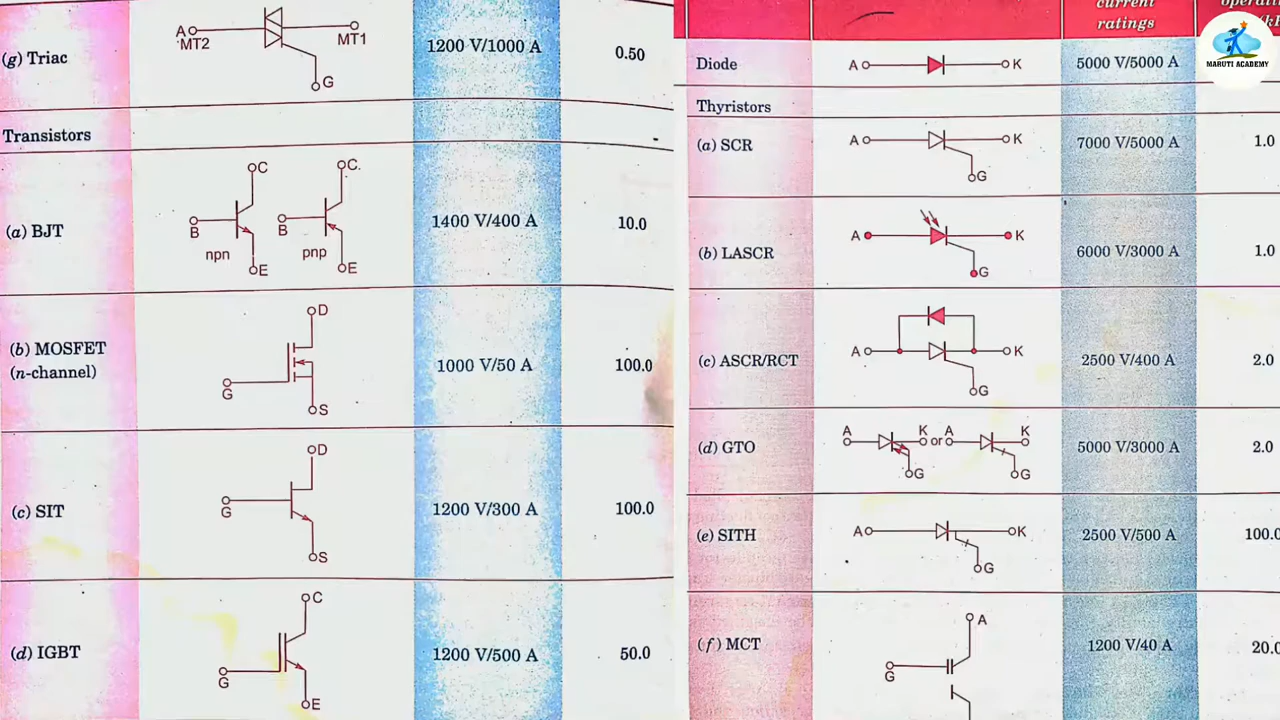 A
MT2
MT1
G
(g) Triac
1200 V/1000 A
0.50
Transistors
C
C
B
B
npn
pnp
E
E
(a) BJT
1400 V/400 A
10.0
D
G
S
(b) MOSFET
(n-channel)
1000 V/50 A
100.0
D
G
S
(c) SIT
1200 V/300 A
100.0
C
G
E
(d) IGBT
1200 V/500 A
50.0
current
ratings
MARUTI ACADEMY
Diode
A
K
5000 V/5000 A
Thyristors
(a) SCR
A
K
G
7000 V/5000 A
1.0
(b) LASCR
A
K
G
6000 V/3000 A
1.0
(c) ASCR/RCT
A
K
G
2500 V/400 A
2.0
(d) GTO
A
K
or
A
K
G
G
5000 V/3000 A
2.0
(e) SITH
A
K
G
2500 V/500 A
100.0
(f) MCT
A
G
1200 V/40 A
20.0